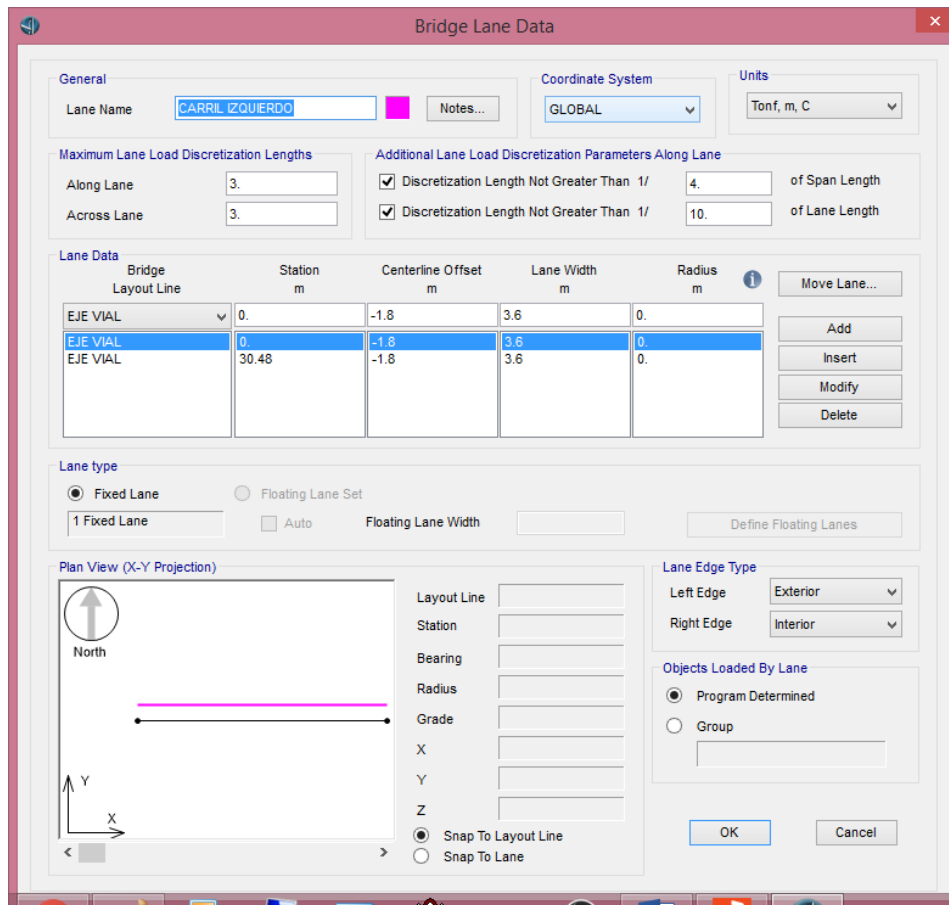 Bridge Lane Data
General
Lane Name CARRIL IZQUIERDO Notes...
Coordinate System
GLOBAL
Units
Tonf, m, C
Maximum Lane Load Discretization Lengths
Along Lane 3.
Across Lane 3.
Additional Lane Load Discretization Parameters Along Lane
Discretization Length Not Greater Than 1/ 4. of Span Length
Discretization Length Not Greater Than 1/ 10. of Lane Length
Lane Data
Bridge Layout Line Station m Centerline Offset m Lane Width m Radius m
EJE VIAL 0. -1.8 3.6 0.
EJE VIAL 0. -1.8 3.6 0.
EJE VIAL 30.48 -1.8 3.6 0.
Move Lane...
Add
Insert
Modify
Delete
Lane type
Fixed Lane Floating Lane Set
1 Fixed Lane Auto Floating Lane Width Define Floating Lanes
Plan View (X-Y Projection)
North
Y
X
Layout Line
Station
Bearing
Radius
Grade
X
Y
Z
Snap To Layout Line
Snap To Lane
Lane Edge Type
Left Edge Exterior
Right Edge Interior
Objects Loaded By Lane
Program Determined
Group
OK Cancel